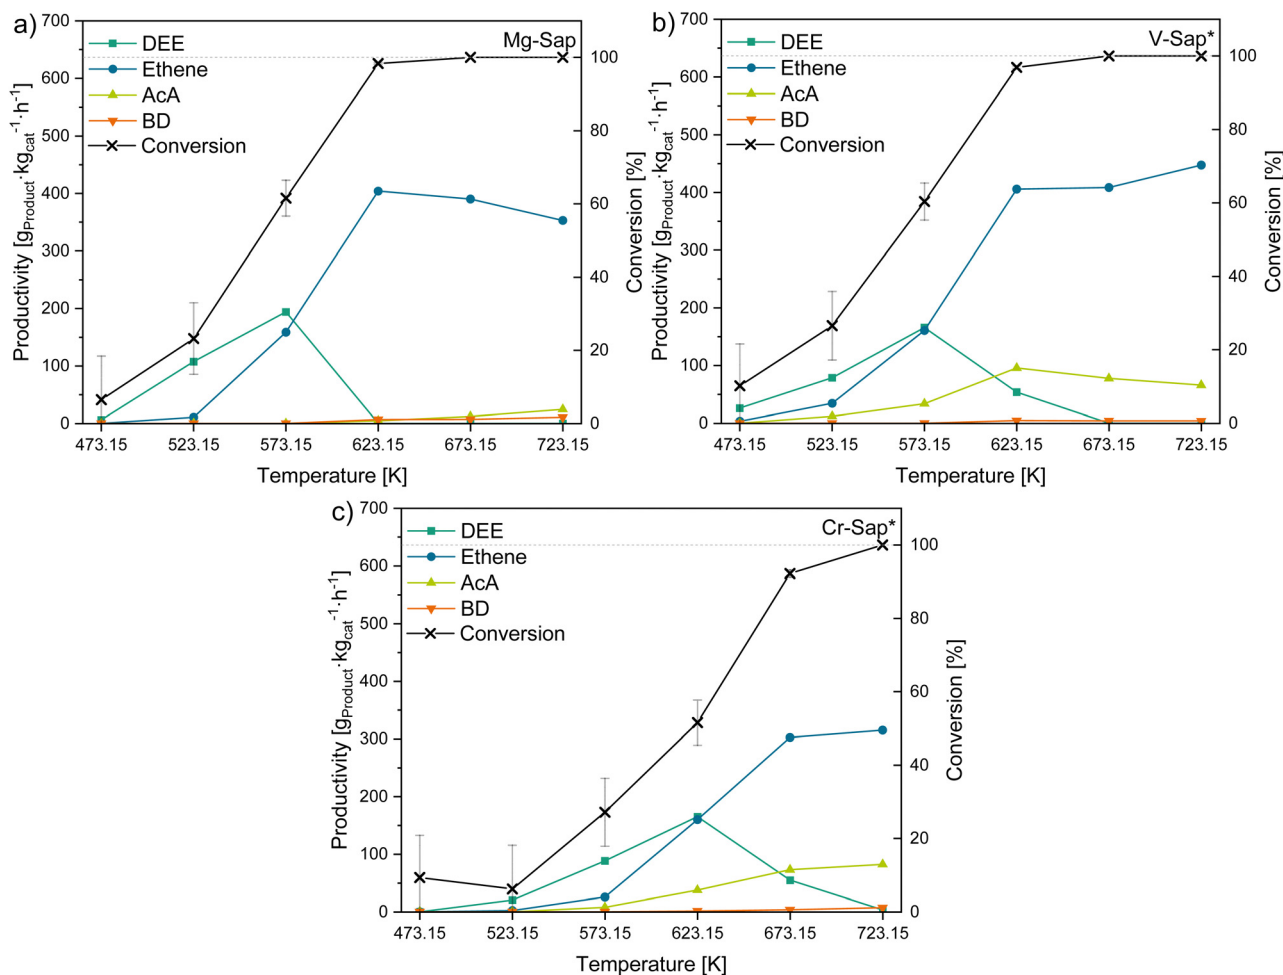 a)
Mg-Sap
DEE
Ethene
AcA
BD
Conversion
Productivity [gProduct·kgcat⁻¹·h⁻¹]
700
600
500
400
300
200
100
0
100
80
60
40
20
0
Conversion [%]
473.15 523.15 573.15 623.15 673.15 723.15
Temperature [K]
b)
V-Sap*
DEE
Ethene
AcA
BD
Conversion
Productivity [gProduct·kgcat⁻¹·h⁻¹]
700
600
500
400
300
200
100
0
100
80
60
40
20
0
Conversion [%]
473.15 523.15 573.15 623.15 673.15 723.15
Temperature [K]
c)
Cr-Sap*
DEE
Ethene
AcA
BD
Conversion
Productivity [gProduct·kgcat⁻¹·h⁻¹]
700
600
500
400
300
200
100
0
100
80
60
40
20
0
Conversion [%]
473.15 523.15 573.15 623.15 673.15 723.15
Temperature [K]